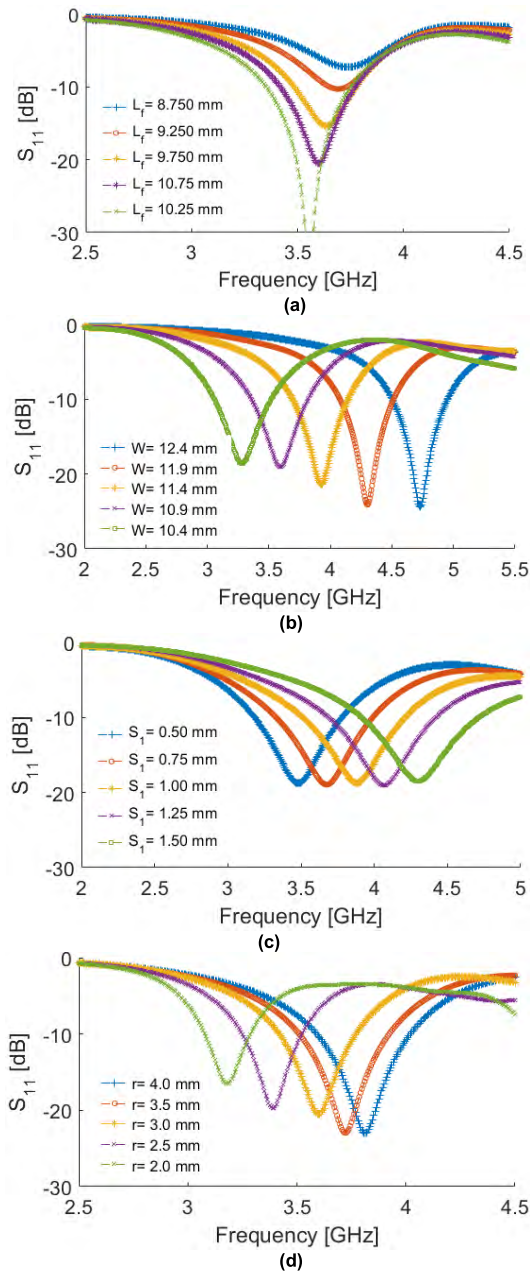 0
-10
-20
-30
S11 [dB]
Lf= 8.750 mm
Lf= 9.250 mm
Lf= 9.750 mm
Lf= 10.75 mm
Lf= 10.25 mm
2.5 3 3.5 4 4.5
Frequency [GHz]
(a)
0
-10
-20
-30
S11 [dB]
W= 12.4 mm
W= 11.9 mm
W= 11.4 mm
W= 10.9 mm
W= 10.4 mm
2 2.5 3 3.5 4 4.5 5 5.5
Frequency [GHz]
(b)
0
-10
-20
-30
S11 [dB]
S1= 0.50 mm
S1= 0.75 mm
S1= 1.00 mm
S1= 1.25 mm
S1= 1.50 mm
2 2.5 3 3.5 4 4.5 5
Frequency [GHz]
(c)
0
-10
-20
-30
S11 [dB]
r= 4.0 mm
r= 3.5 mm
r= 3.0 mm
r= 2.5 mm
r= 2.0 mm
2.5 3 3.5 4 4.5
Frequency [GHz]
(d)